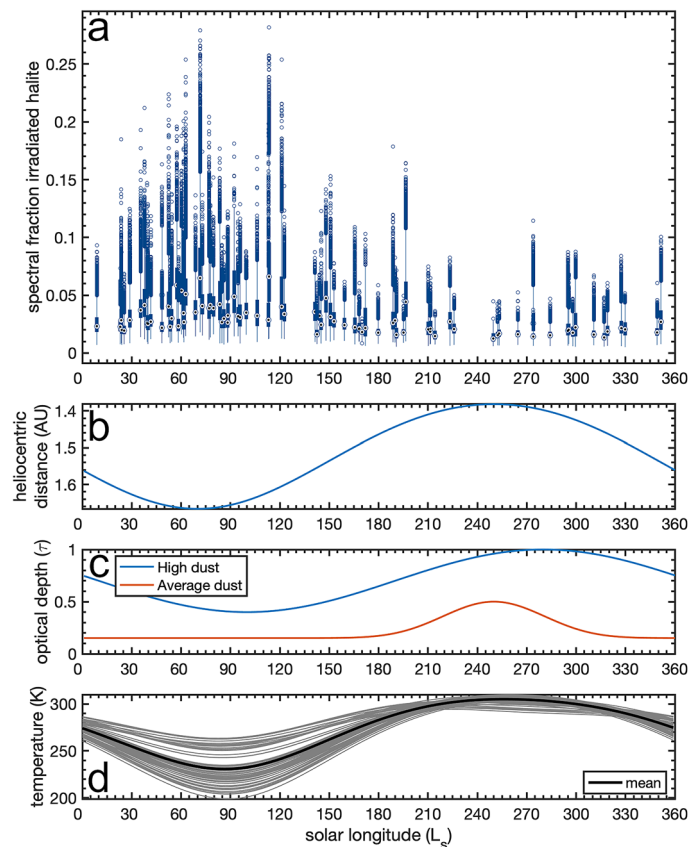 a
spectral fraction irradiated halite
0.25
0.2
0.15
0.1
0.05
0
0 30 60 90 120 150 180 210 240 270 300 330 360
b
heliocentric
distance (AU)
1.4
1.5
1.6
0 30 60 90 120 150 180 210 240 270 300 330 360
c
optical depth (τ)
1
0.5
0
High dust
Average dust
0 30 60 90 120 150 180 210 240 270 300 330 360
d
temperature (K)
300
250
200
mean
0 30 60 90 120 150 180 210 240 270 300 330 360
solar longitude (Ls)